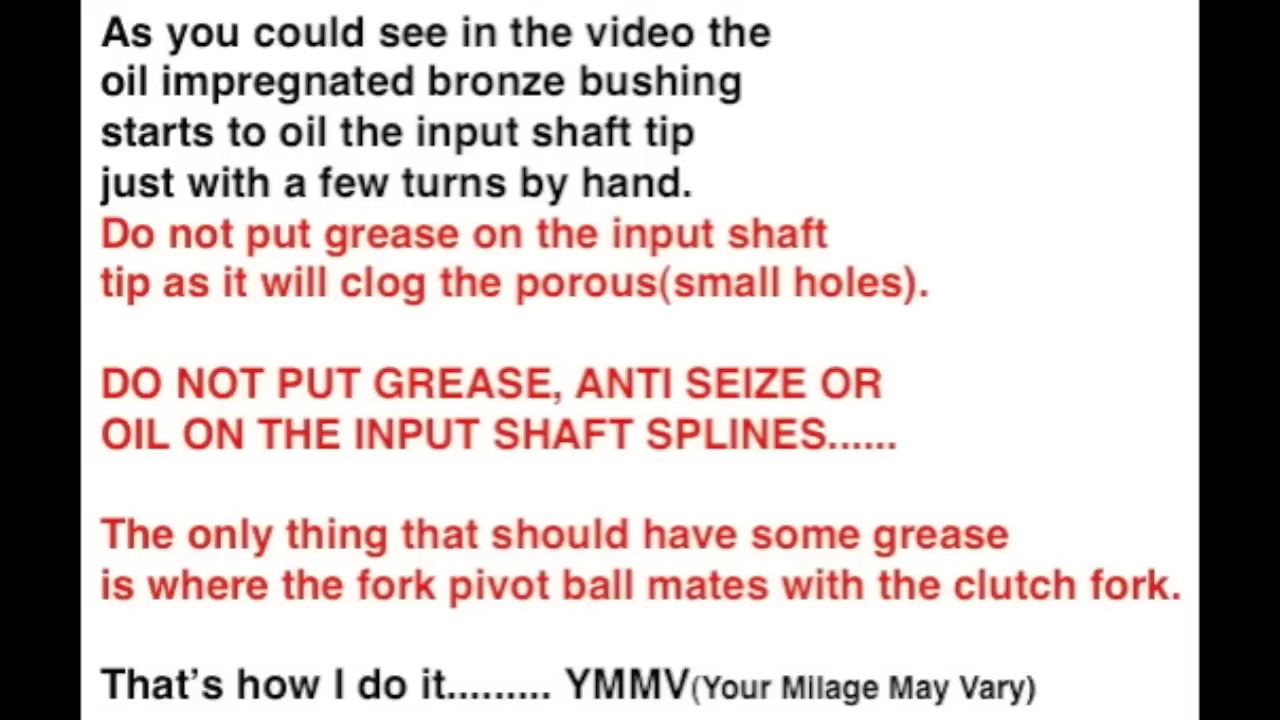 As you could see in the video the
oil impregnated bronze bushing
starts to oil the input shaft tip
just with a few turns by hand.
Do not put grease on the input shaft
tip as it will clog the porous(small holes).
DO NOT PUT GREASE, ANTI SEIZE OR
OIL ON THE INPUT SHAFT SPLINES......
The only thing that should have some grease
is where the fork pivot ball mates with the clutch fork.
That's how I do it......... YMMV(Your Milage May Vary)